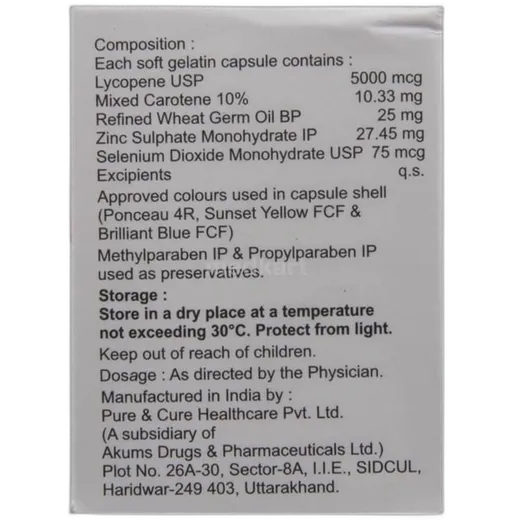 Composition :
Each soft gelatin capsule contains :
Lycopene USP 5000 mcg
Mixed Carotene 10% 10.33 mg
Refined Wheat Germ Oil BP 25 mg
Zinc Sulphate Monohydrate IP 27.45 mg
Selenium Dioxide Monohydrate USP 75 mcg
Excipients q.s.
Approved colours used in capsule shell
(Ponceau 4R, Sunset Yellow FCF &
Brilliant Blue FCF)
Methylparaben IP & Propylparaben IP
used as preservatives.
medkart
Storage :
Store in a dry place at a temperature
not exceeding 30°C. Protect from light.
Keep out of reach of children.
Dosage : As directed by the Physician.
Manufactured in India by :
Pure & Cure Healthcare Pvt. Ltd.
(A subsidiary of
Akums Drugs & Pharmaceuticals Ltd.)
Plot No. 26A-30, Sector-8A, I.I.E., SIDCUL,
Haridwar-249 403, Uttarakhand.